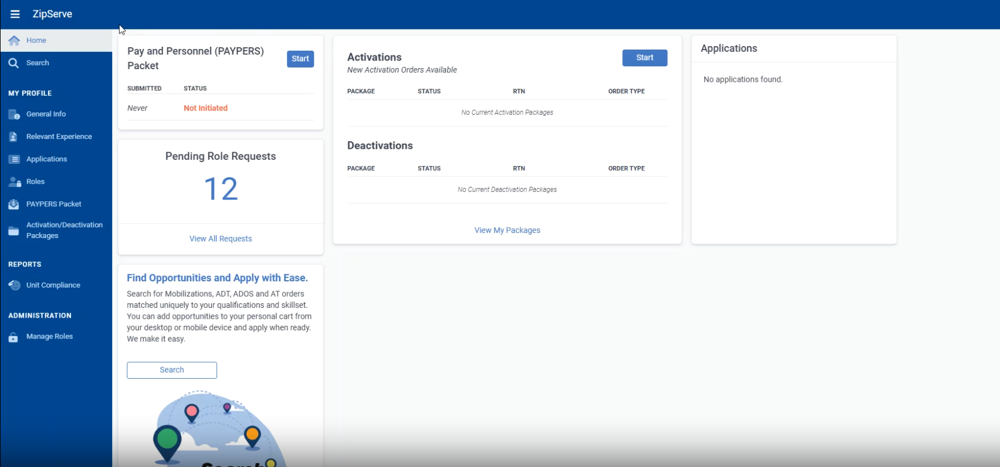 ZipServe
Home
Search
MY PROFILE
General Info
Relevant Experience
Applications
Roles
PAYPERS Packet
Activation/Deactivation
Packages
REPORTS
Unit Compliance
ADMINISTRATION
Manage Roles
Pay and Personnel (PAYPERS)
Packet
Start
SUBMITTED STATUS
Never Not Initiated
Pending Role Requests
12
View All Requests
Find Opportunities and Apply with Ease.
Search for Mobilizations, ADT, ADOS and AT orders
matched uniquely to your qualifications and skillset.
You can add opportunities to your personal cart from
your desktop or mobile device and apply when ready.
We make it easy.
Search
Search
Activations
New Activation Orders Available
Start
PACKAGE STATUS RTN ORDER TYPE
No Current Activation Packages
Deactivations
PACKAGE STATUS RTN ORDER TYPE
No Current Deactivation Packages
View My Packages
Applications
No applications found.